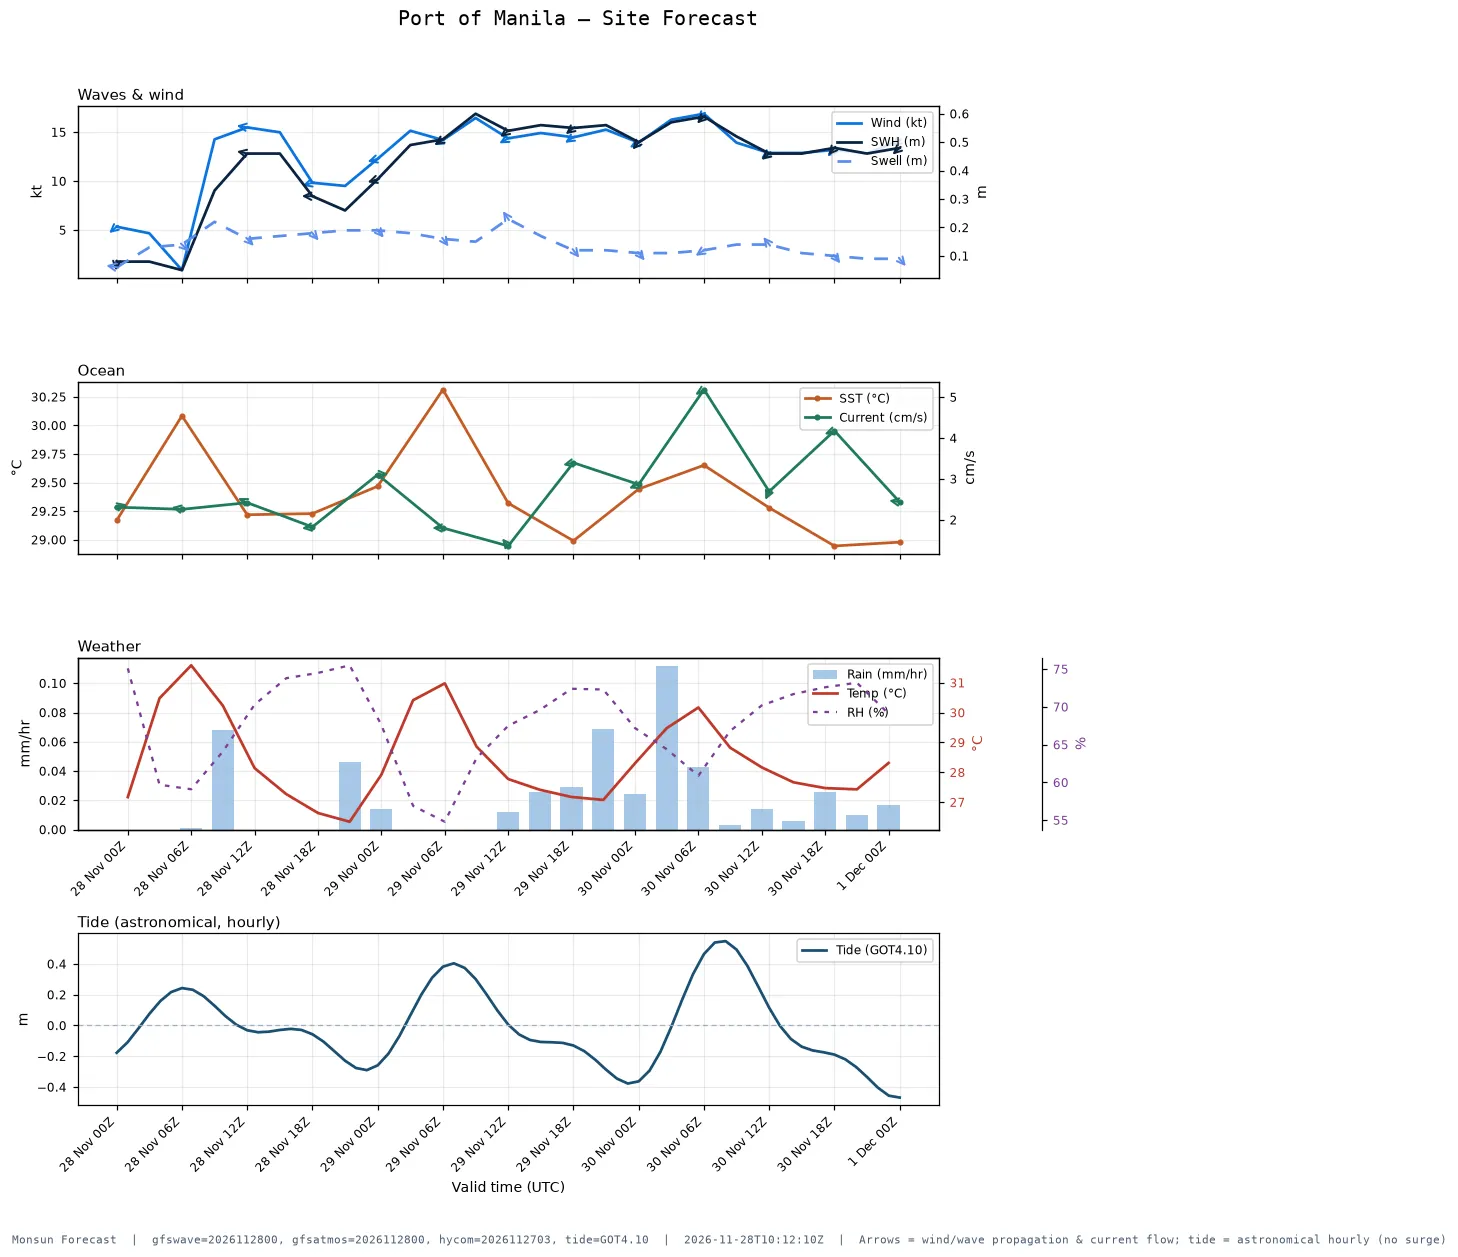 Port of Manila — Site Forecast
Waves & wind
kt
15
10
5
Wind (kt)
SWH (m)
Swell (m)
0.6
0.5
0.4
0.3
0.2
0.1
m
Ocean
°C
30.25
30.00
29.75
29.50
29.25
29.00
SST (°C)
Current (cm/s)
5
4
3
2
cm/s
Weather
mm/hr
0.10
0.08
0.06
0.04
0.02
0.00
Rain (mm/hr)
Temp (°C)
RH (%)
31
30
29
28
27
°C
75
70
65
60
55
%
28 Nov 00Z
28 Nov 06Z
28 Nov 12Z
28 Nov 18Z
29 Nov 00Z
29 Nov 06Z
29 Nov 12Z
29 Nov 18Z
30 Nov 00Z
30 Nov 06Z
30 Nov 12Z
30 Nov 18Z
1 Dec 00Z
Tide (astronomical, hourly)
m
0.4
0.2
0.0
−0.2
−0.4
Tide (GOT4.10)
28 Nov 00Z
28 Nov 06Z
28 Nov 12Z
28 Nov 18Z
29 Nov 00Z
29 Nov 06Z
29 Nov 12Z
29 Nov 18Z
30 Nov 00Z
30 Nov 06Z
30 Nov 12Z
30 Nov 18Z
1 Dec 00Z
Valid time (UTC)
Monsun Forecast | gfswave=2026112800, gfsatmos=2026112800, hycom=2026112703, tide=GOT4.10 | 2026-11-28T10:12:10Z | Arrows = wind/wave propagation & current flow; tide = astronomical hourly (no surge)